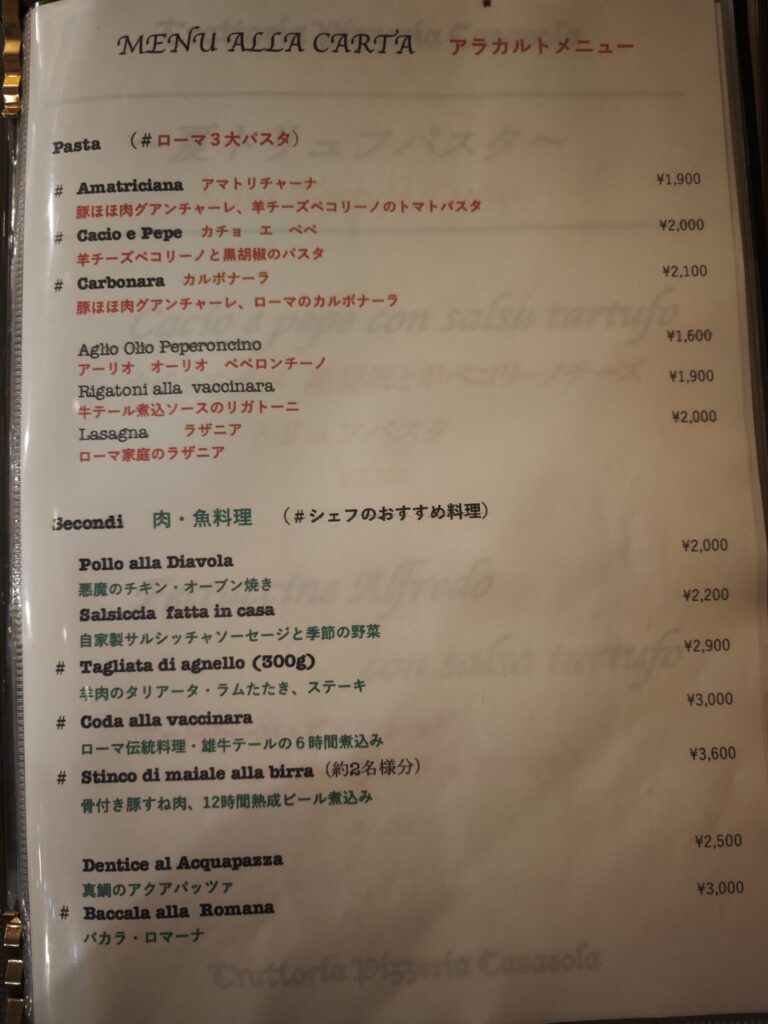 MENU ALLA CARTA アラカルトメニュー
Pasta (#ローマ3大パスタ)
# Amatriciana アマトリチャーナ ¥1,900
豚ほほ肉グアンチャーレ、羊チーズペコリーノのトマトパスタ
# Cacio e Pepe カチョ エ ペペ ¥2,000
羊チーズペコリーノと黒胡椒のパスタ
# Carbonara カルボナーラ ¥2,100
豚ほほ肉グアンチャーレ、ローマのカルボナーラ
Aglio Olio Peperoncino ¥1,600
アーリオ オーリオ ペペロンチーノ
Rigatoni alla vaccinara ¥1,900
牛テール煮込ソースのリガトーニ
Lasagna ラザニア ¥2,000
ローマ家庭のラザニア
Secondi 肉・魚料理 (#シェフのおすすめ料理)
Pollo alla Diavola ¥2,000
悪魔のチキン・オーブン焼き
Salsiccia fatta in casa ¥2,200
自家製サルシッチャソーセージと季節の野菜
# Tagliata di agnello (300g) ¥2,900
羊肉のタリアータ・ラムたたき、ステーキ
# Coda alla vaccinara ¥3,000
ローマ伝統料理・雄牛テールの6時間煮込み
# Stinco di maiale alla birra (約2名様分) ¥3,600
骨付き豚すね肉、12時間熟成ビール煮込み
Dentice al Acquapazza ¥2,500
真鯛のアクアパッツァ
# Baccala alla Romana ¥3,000
バカラ・ロマーナ
Trattoria Pizzeria Casasola